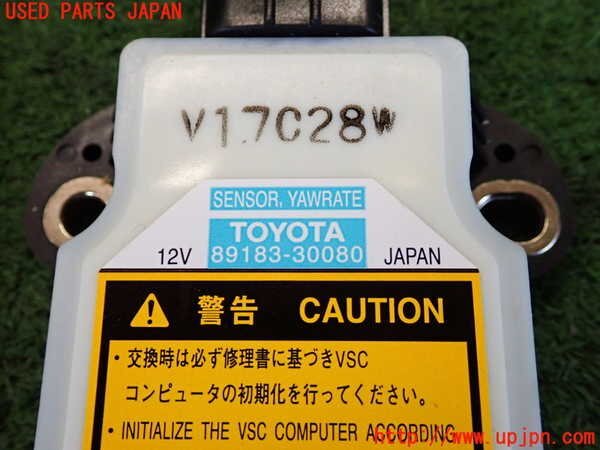 USED PARTS JAPAN
V17C28W
SENSOR, YAWRATE
TOYOTA
12V 89183-30080 JAPAN
警告 CAUTION
・交換時は必ず修理書に基づきVSC
コンピュータの初期化を行ってください。
・INITIALIZE THE VSC COMPUTER ACCORDING
http://www.upjpn.com